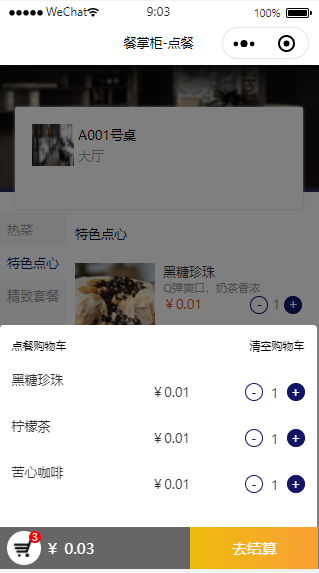 ●●●●● WeChat 9:03 100%
餐掌柜-点餐
A001号桌
大厅
热菜
特色点心
特色点心
精致套餐
黑糖珍珠
Q弹爽口，奶茶香浓
￥0.01 - 1 +
点餐购物车 清空购物车
黑糖珍珠
￥0.01 - 1 +
柠檬茶
￥0.01 - 1 +
苦心咖啡
￥0.01 - 1 +
3
￥ 0.03 去结算